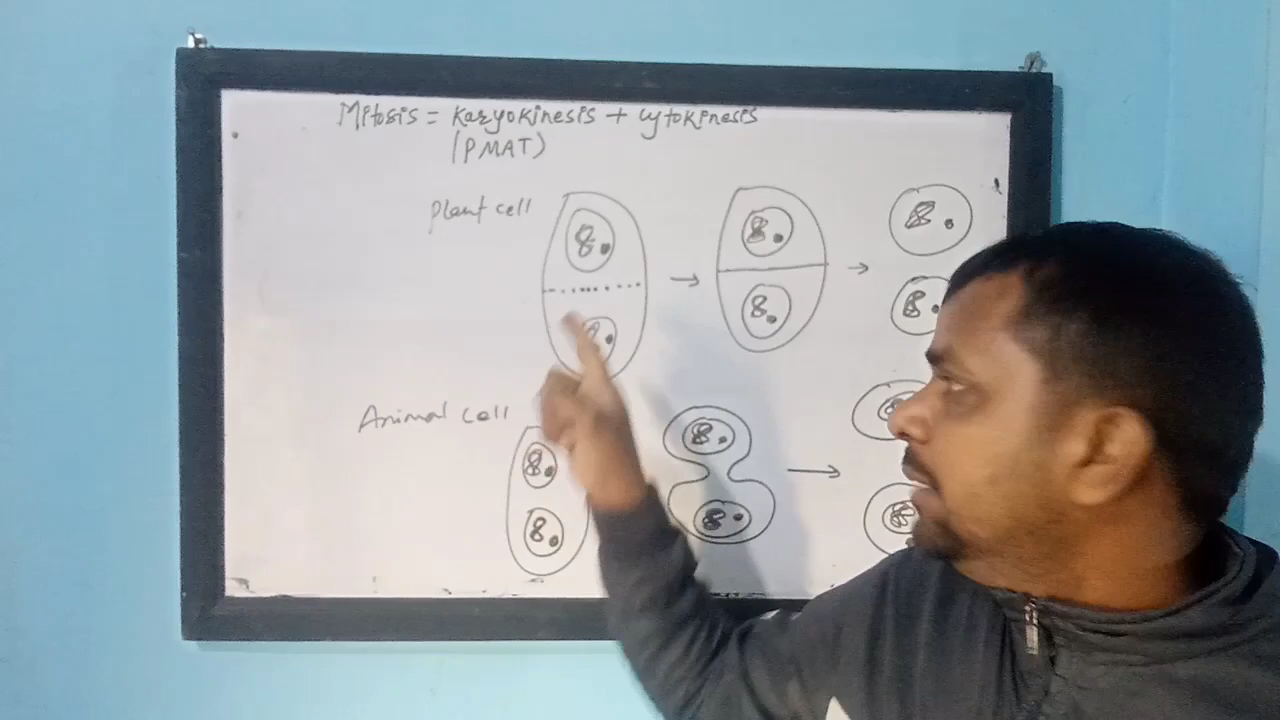 Mitosis = Karyokinesis + Cytokinesis
(PMAT)
Plant cell
Animal cell